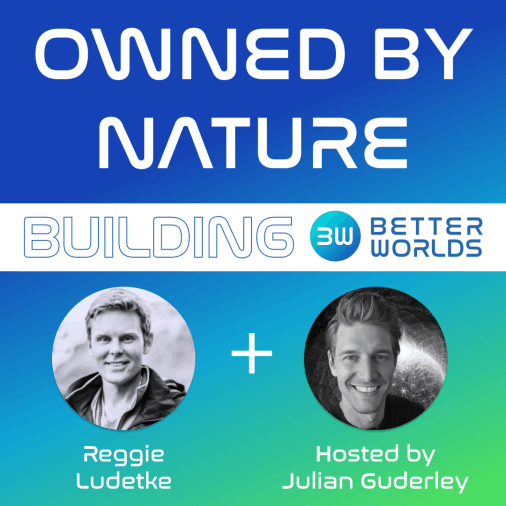 OWNED BY
NATURE
BUILDING
BW
BETTER
WORLDS
+
Reggie
Ludetke
Hosted by
Julian Guderley